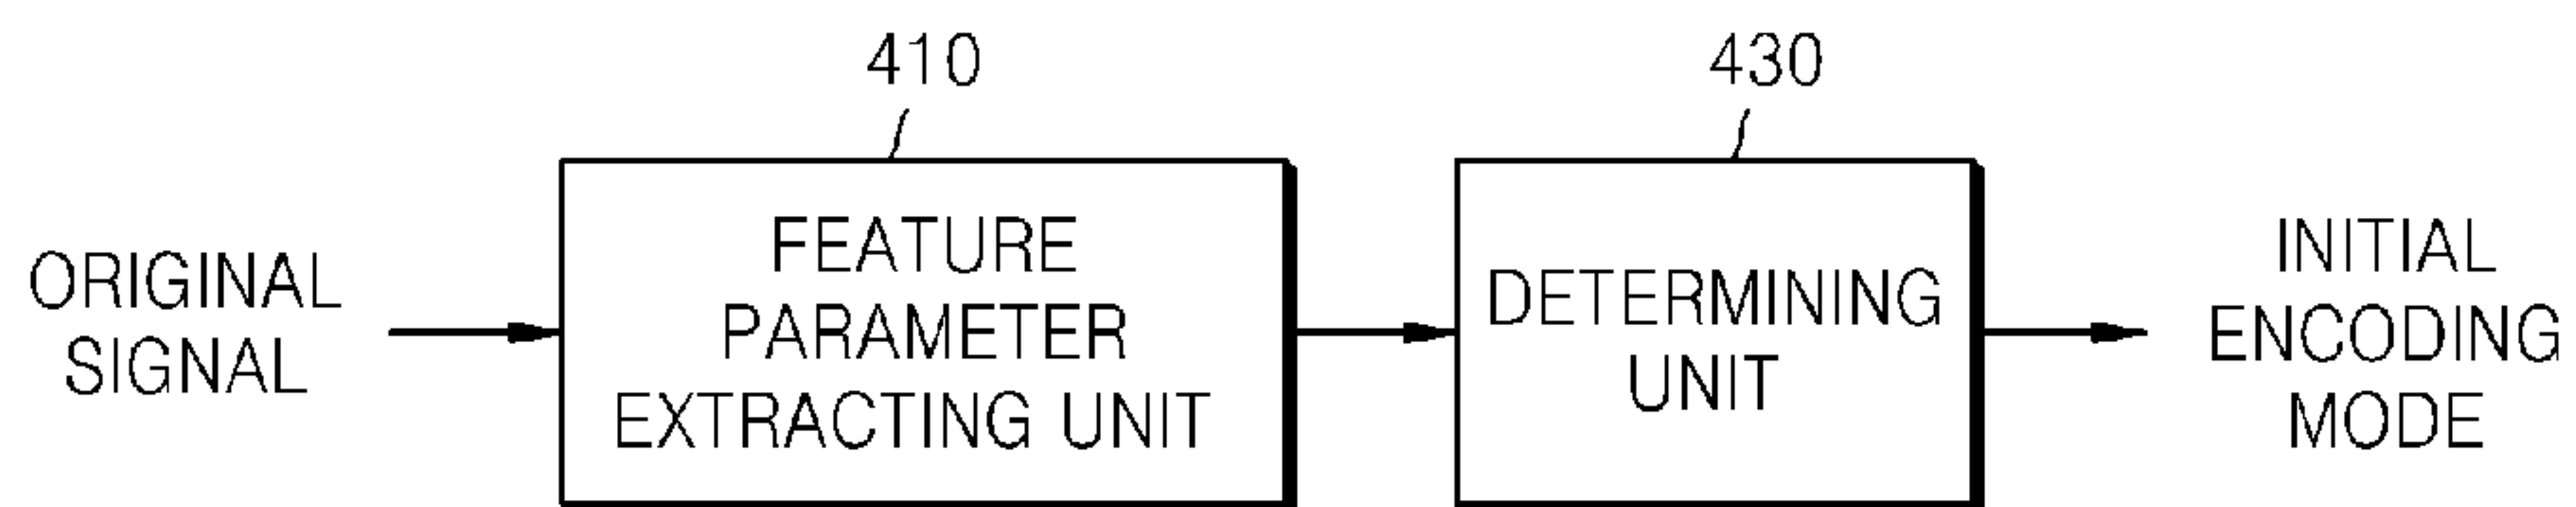 410
430
ORIGINAL
SIGNAL
FEATURE
PARAMETER
EXTRACTING UNIT
DETERMINING
UNIT
INITIAL
ENCODING
MODE